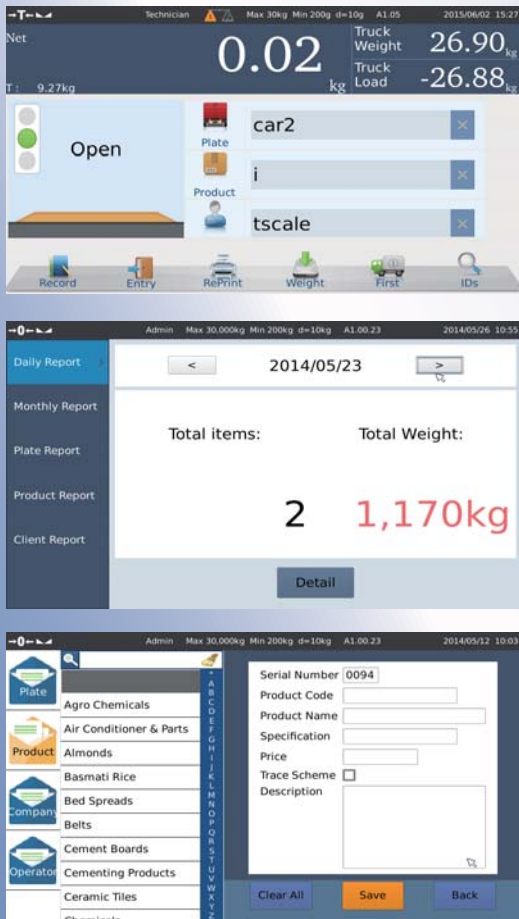 →T← Technician Max 30kg Min 200g d=10g A1.05 2015/06/02 15:27
Net
0.02 kg
T: 9.27kg
Truck Weight 26.90 kg
Truck Load -26.88 kg
Open
Plate car2
Product i
tscale
Record Entry RePrint Weight First IDs
→0← Admin Max 30,000kg Min 200kg d=10kg A1.00.23 2014/05/26 10:55
Daily Report
Monthly Report
Plate Report
Product Report
Client Report
< 2014/05/23 >
Total items: Total Weight:
2 1,170kg
Detail
→0← Admin Max 30,000kg Min 200kg d=10kg A1.00.23 2014/05/12 10:03
Plate
Product
Company
Operator
Agro Chemicals
Air Conditioner & Parts
Almonds
Basmati Rice
Bed Spreads
Belts
Cement Boards
Cementing Products
Ceramic Tiles
Chemicals
*
A
B
C
D
E
F
G
H
I
J
K
L
M
N
O
P
Q
R
S
T
U
V
W
X
Y
Z
Serial Number 0094
Product Code
Product Name
Specification
Price
Trace Scheme
Description
Clear All Save Back